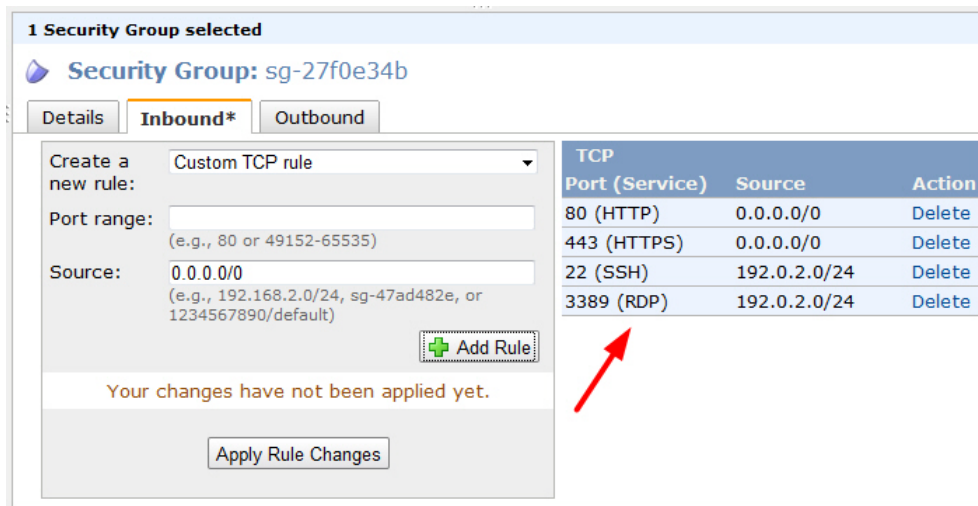 1 Security Group selected
Security Group: sg-27f0e34b
Details Inbound* Outbound
Create a new rule:
Custom TCP rule
Port range:
(e.g., 80 or 49152-65535)
Source:
0.0.0.0/0
(e.g., 192.168.2.0/24, sg-47ad482e, or
1234567890/default)
Add Rule
Your changes have not been applied yet.
Apply Rule Changes
TCP
Port (Service) Source Action
80 (HTTP) 0.0.0.0/0 Delete
443 (HTTPS) 0.0.0.0/0 Delete
22 (SSH) 192.0.2.0/24 Delete
3389 (RDP) 192.0.2.0/24 Delete